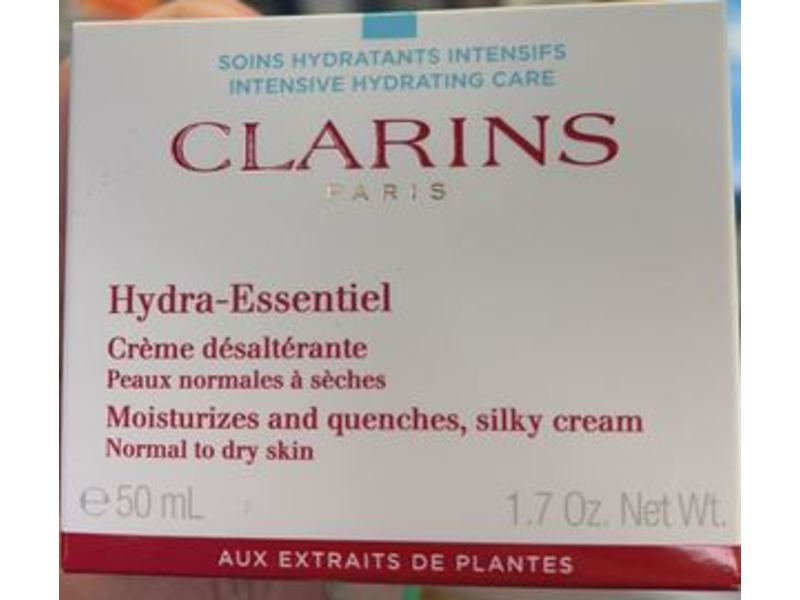 SOINS HYDRATANTS INTENSIFS
INTENSIVE HYDRATING CARE
CLARINS
PARIS
Hydra-Essentiel
Crème désaltérante
Peaux normales à sèches
Moisturizes and quenches, silky cream
Normal to dry skin
℮ 50 mL 1.7 Oz. Net Wt.
AUX EXTRAITS DE PLANTES